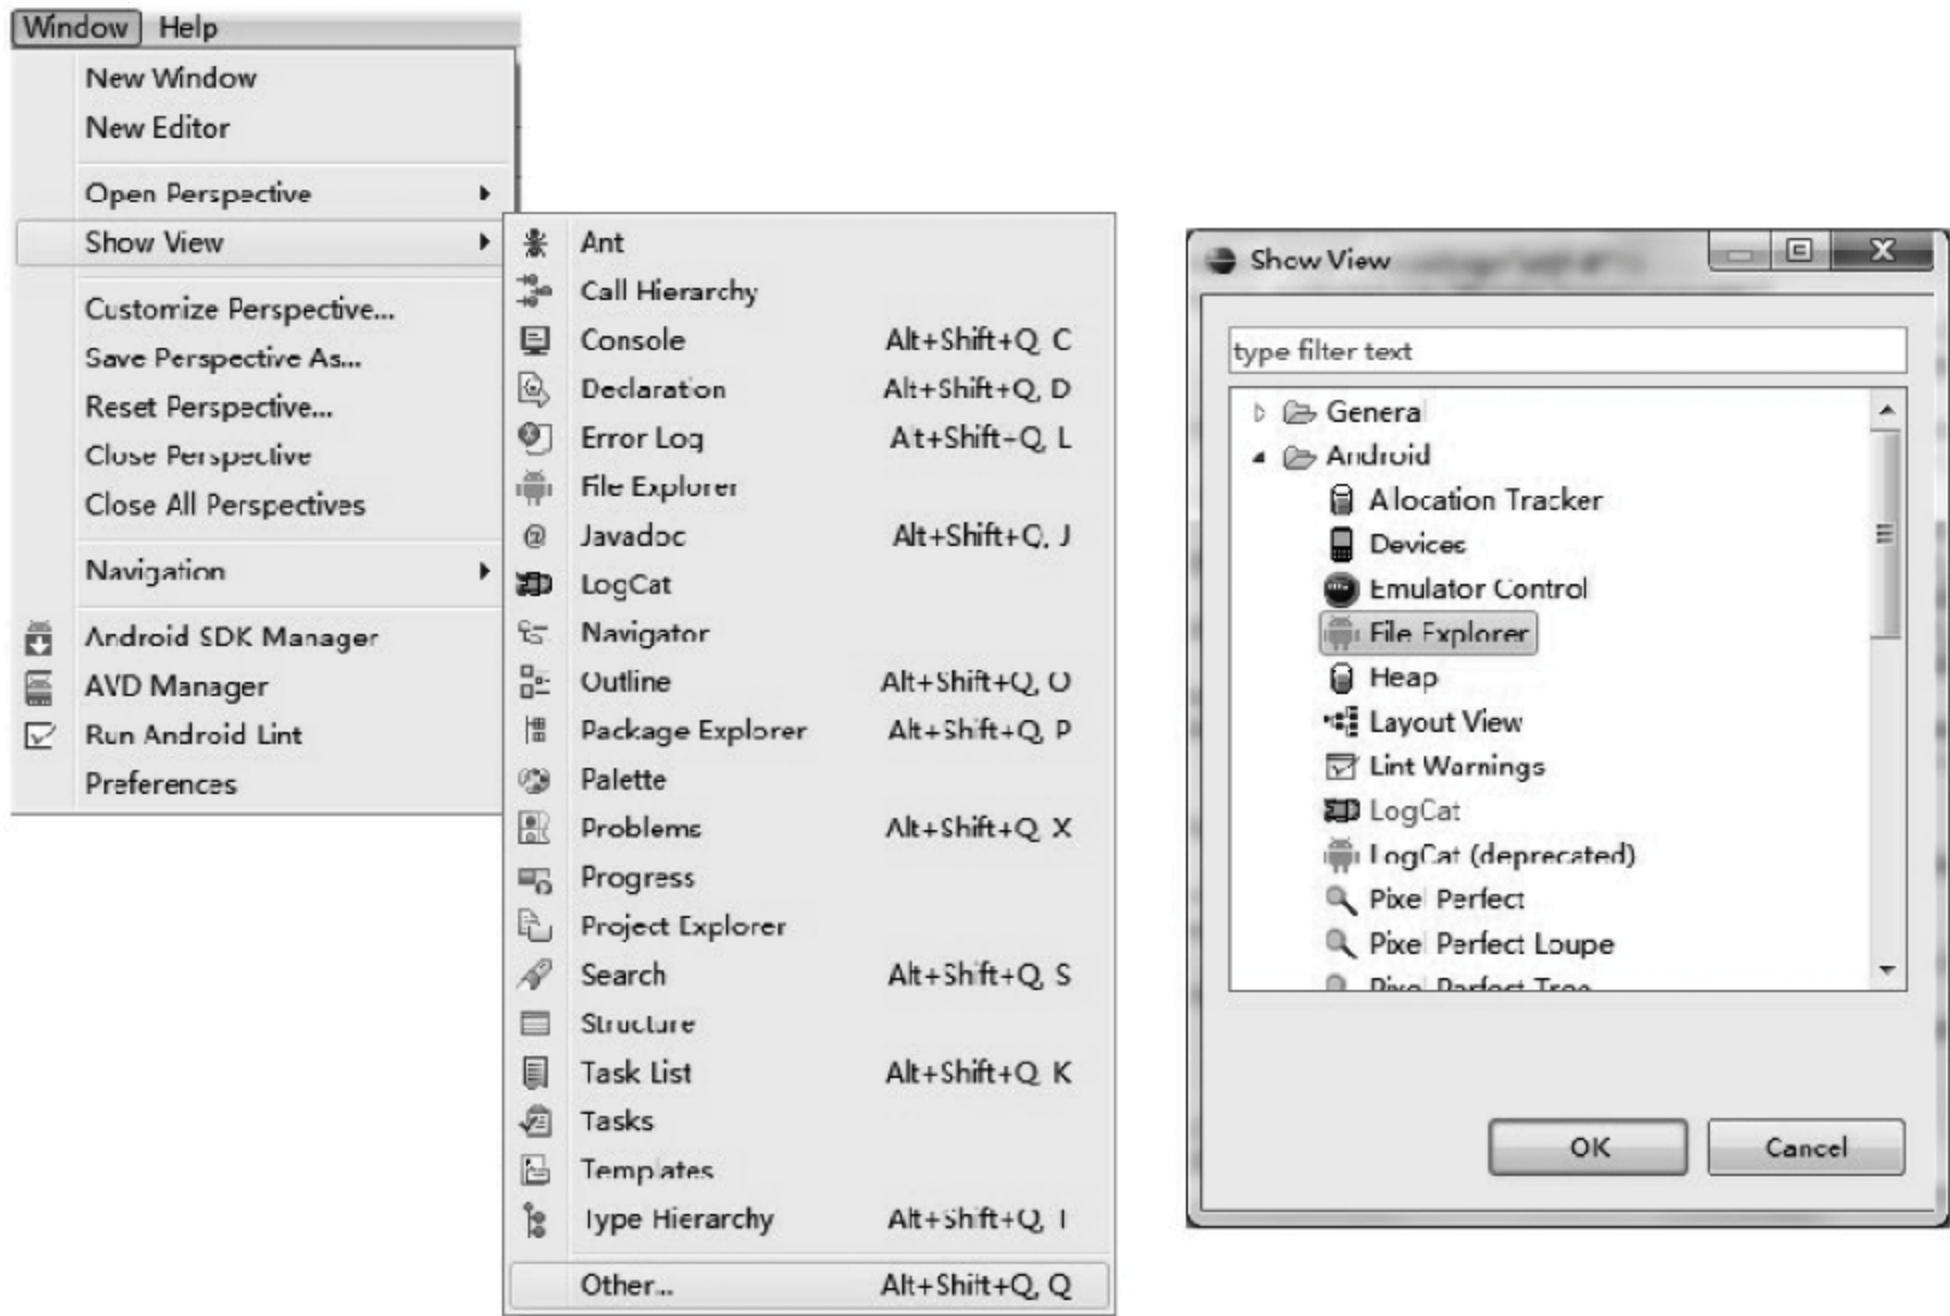 Window Help
New Window
New Editor
Open Perspective
Show View
Customize Perspective...
Save Perspective As...
Reset Perspective...
Close Perspective
Close All Perspectives
Navigation
Android SDK Manager
AVD Manager
Run Android Lint
Preferences
Ant
Call Hierarchy
Console Alt+Shift+Q, C
Declaration Alt+Shift+Q, D
Error Log Alt+Shift+Q, L
File Explorer
Javadoc Alt+Shift+Q, J
LogCat
Navigator
Outline Alt+Shift+Q, O
Package Explorer Alt+Shift+Q, P
Palette
Problems Alt+Shift+Q, X
Progress
Project Explorer
Search Alt+Shift+Q, S
Structure
Task List Alt+Shift+Q, K
Tasks
Templates
Type Hierarchy Alt+Shift+Q, T
Other... Alt+Shift+Q, Q
Show View
type filter text
General
Android
Allocation Tracker
Devices
Emulator Control
File Explorer
Heap
Layout View
Lint Warnings
LogCat
LogCat (deprecated)
Pixel Perfect
Pixel Perfect Loupe
Pixel Perfect Tree
OK Cancel